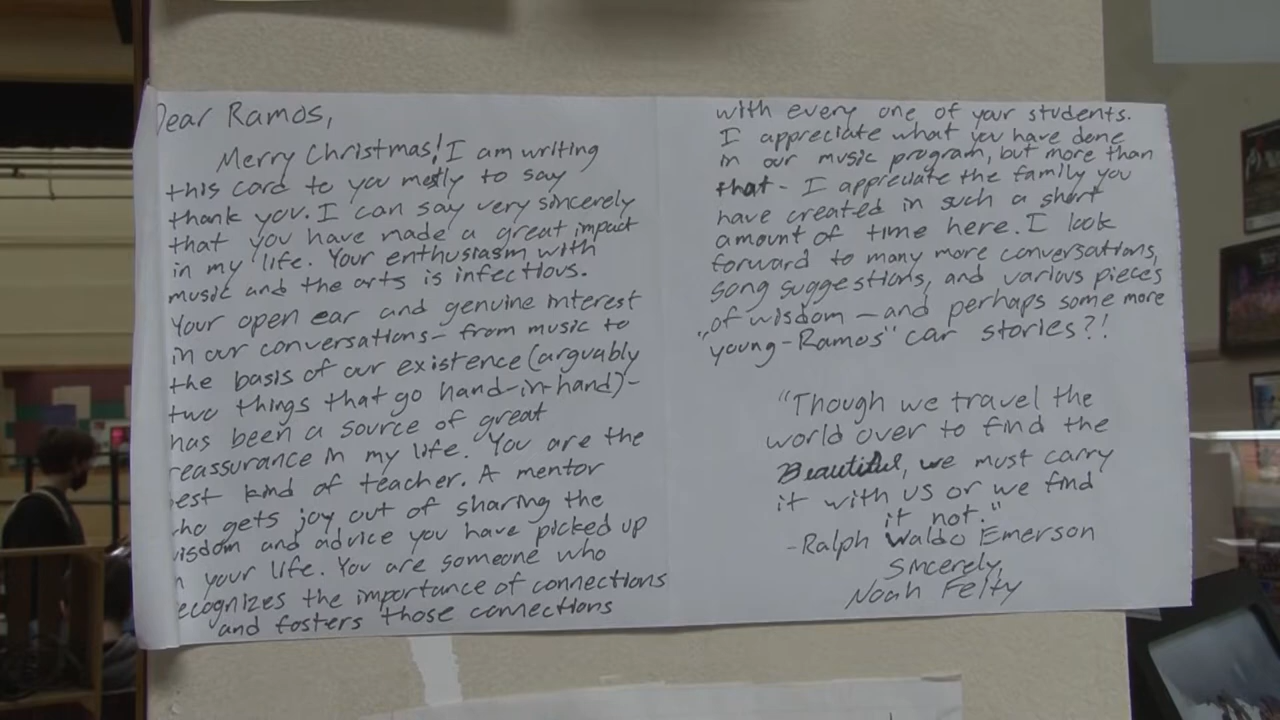 Dear Ramos,
Merry Christmas! I am writing
this card to you mostly to say
thank you. I can say very sincerely
that you have made a great impact
in my life. Your enthusiasm with
music and the arts is infectious.
Your open ear and genuine interest
in our conversations - from music to
the basis of our existence (arguably
two things that go hand-in-hand) -
has been a source of great
reassurance in my life. You are the
est kind of teacher. A mentor
ho gets joy out of sharing the
isdom and advice you have picked up
n your life. You are someone who
ecognizes the importance of connections
and fosters those connections
with every one of your students.
I appreciate what you have done
in our music program, but more than
that - I appreciate the family you
have created in such a short
amount of time here. I look
forward to many more conversations,
song suggestions, and various pieces
of wisdom — and perhaps some more
"young-Ramos" car stories?!
"Though we travel the
world over to find the
Beautiful, we must carry
it with us or we find
it not."
-Ralph Waldo Emerson
Sincerely,
Noah Felty